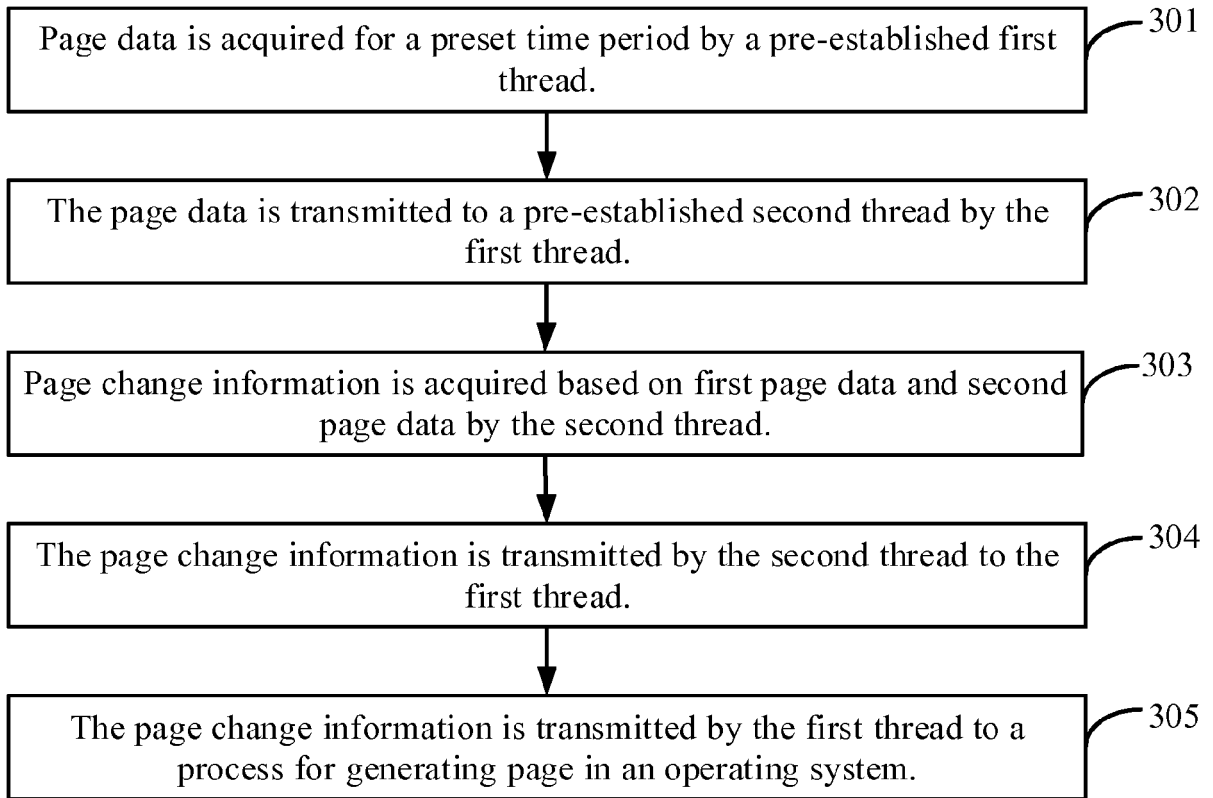 Page data is acquired for a preset time period by a pre-established first
thread.
301
The page data is transmitted to a pre-established second thread by the
first thread.
302
Page change information is acquired based on first page data and second
page data by the second thread.
303
The page change information is transmitted by the second thread to the
first thread.
304
The page change information is transmitted by the first thread to a
process for generating page in an operating system.
305